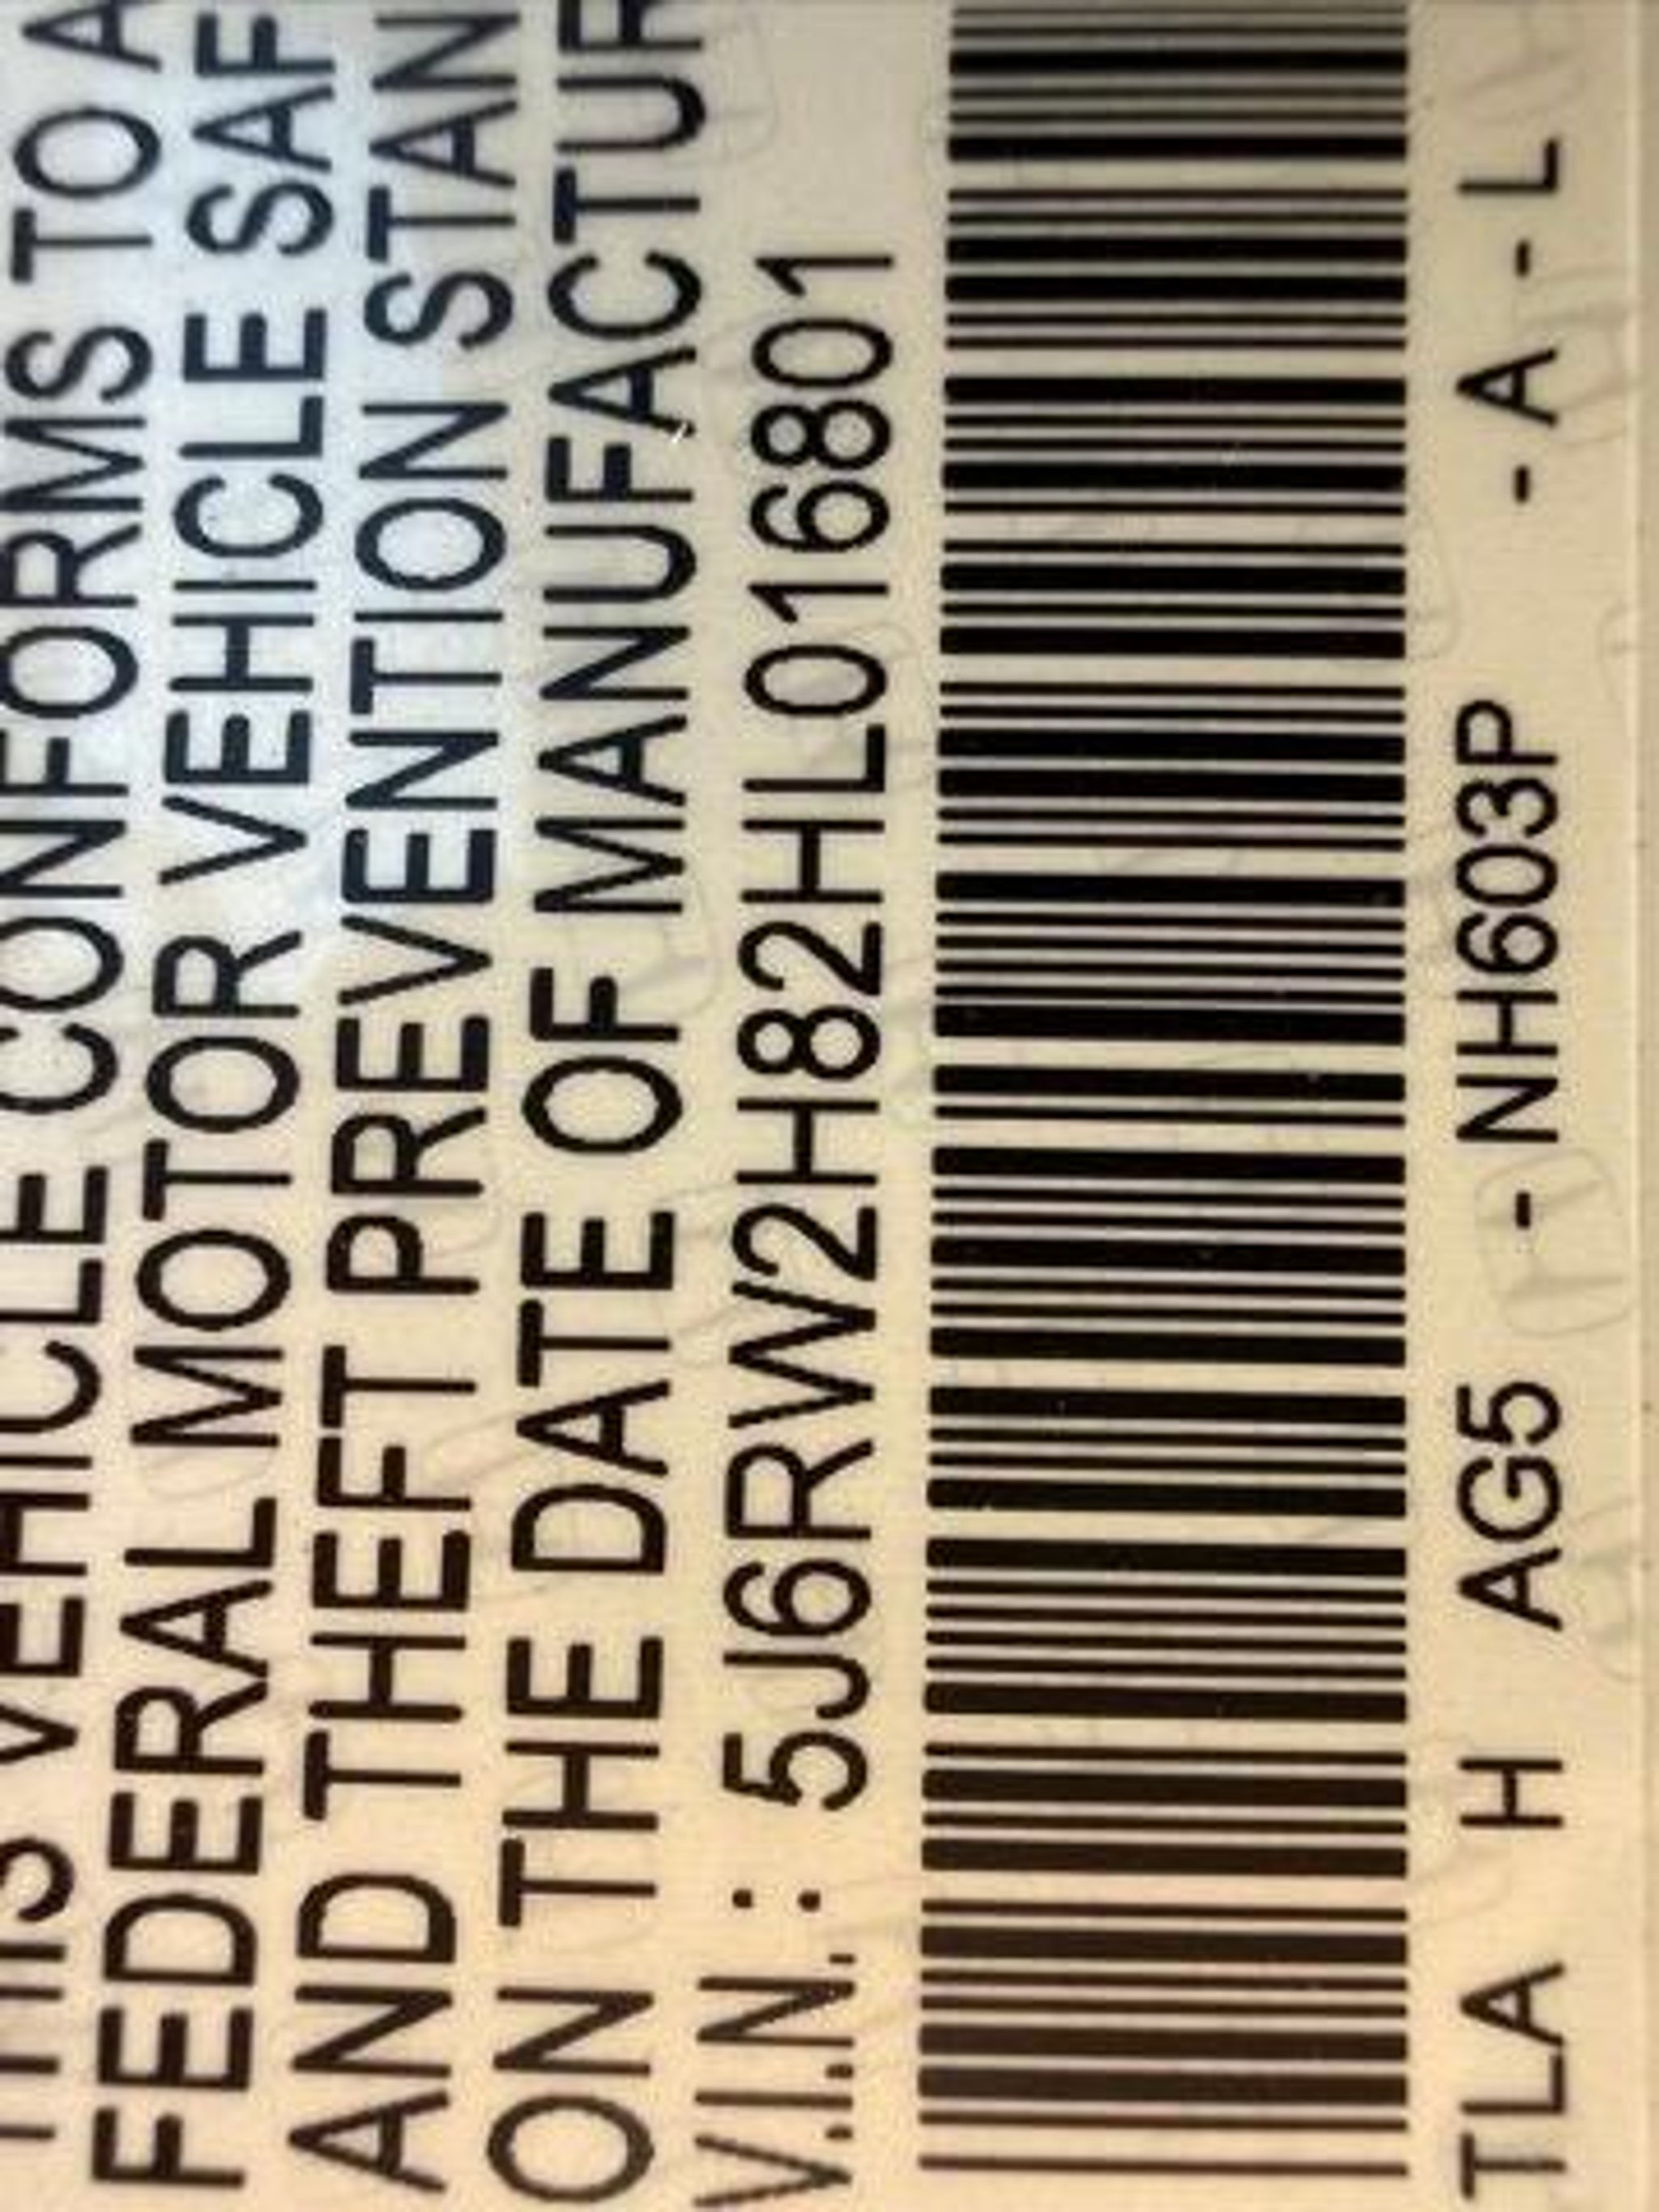 THIS VEHICLE CONFORMS TO A
FEDERAL MOTOR VEHICLE SAF
AND THEFT PREVENTION STAN
ON THE DATE OF MANUFACTUR
V.I.N. : 5J6RW2H82HL016801
TLA H AG5 - NH603P - A - L